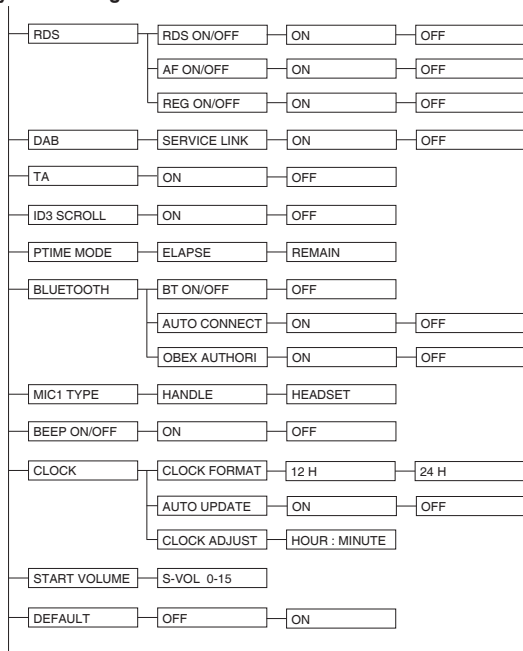 RDS RDS ON/OFF ON OFF
AF ON/OFF ON OFF
REG ON/OFF ON OFF
DAB SERVICE LINK ON OFF
TA ON OFF
ID3 SCROLL ON OFF
PTIME MODE ELAPSE REMAIN
BLUETOOTH BT ON/OFF OFF
AUTO CONNECT ON OFF
OBEX AUTHORI ON OFF
MIC1 TYPE HANDLE HEADSET
BEEP ON/OFF ON OFF
CLOCK CLOCK FORMAT 12 H 24 H
AUTO UPDATE ON OFF
CLOCK ADJUST HOUR : MINUTE
START VOLUME S-VOL 0-15
DEFAULT OFF ON